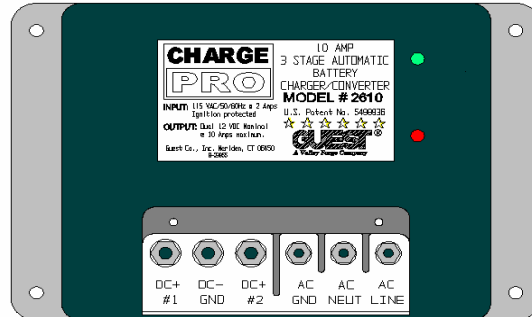 CHARGE
PRO
INPUT: 115 VAC/50/60Hz @ 2 Amps
Ignition protected
OUTPUT: Dual 12 VDC Nominal
@ 10 Amps maximum.
Guest Co., Inc. Meriden, CT 06450
10 AMP
3 STAGE AUTOMATIC
BATTERY
CHARGER/CONVERTER
MODEL # 2610
U.S. Patent No. 5499936
GUEST®
A Valley Forge Company
DC+
#1
DC-
GND
DC+
#2
AC
GND
AC
NEUT
AC
LINE